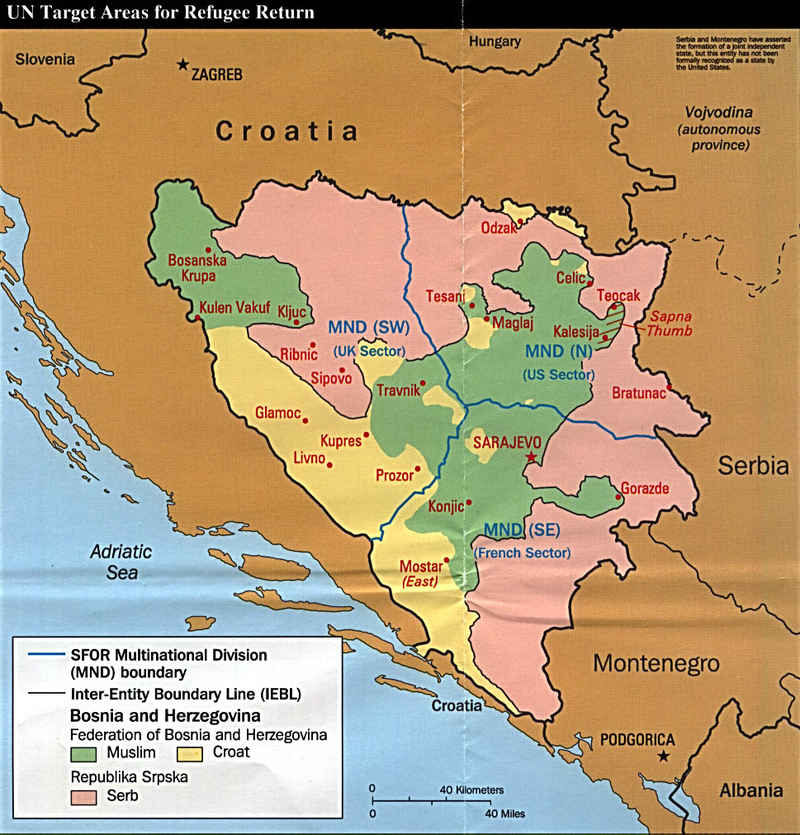 UN Target Areas for Refugee Return
Slovenia
ZAGREB
Hungary
Serbia and Montenegro have asserted
the formation of a joint independent
state, but this entity has not been
formally recognized as a state by
the United States.
Croatia
Vojvodina
(autonomous
province)
Odzak
Bosanska
Krupa
Celic
Tesanj
Teocak
Kulen Vakuf
Kljuc
Maglaj
Sapna
Thumb
MND (SW)
(UK Sector)
Kalesija
Ribnic
MND (N)
(US Sector)
Sipovo
Travnik
Bratunac
Glamoc
Kupres
SARAJEVO
Livno
Serbia
Prozor
Gorazde
Konjic
MND (SE)
(French Sector)
Adriatic
Sea
Mostar
(East)
SFOR Multinational Division
(MND) boundary
Inter-Entity Boundary Line (IEBL)
Bosnia and Herzegovina
Federation of Bosnia and Herzegovina
Muslim
Croat
Republika Srpska
Serb
Montenegro
Croatia
PODGORICA
Albania
0 40 Kilometers
0 40 Miles